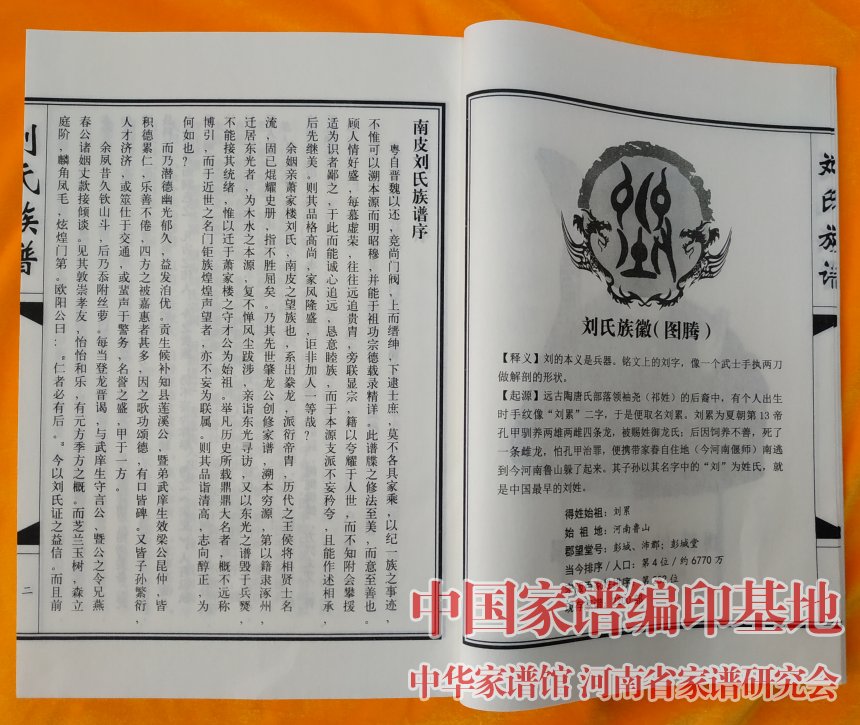 刘氏族谱
刘氏族徽（图腾）
【释义】刘的本义是兵器。铭文上的刘字，像一个武士手执两刀
做解剖的形状。
【起源】远古陶唐氏部落领袖尧（祁姓）的后裔中，有个人出生
时手纹像“刘累”二字，于是便取名刘累。刘累为夏朝第 13 帝
孔甲驯养两雄两雌四条龙，被赐姓御龙氏；后因饲养不善，死了
一条雌龙，怕孔甲治罪，便携带家眷自住地（今河南偃师）南逃
到今河南鲁山躲了起来。其子孙以其名字中的“刘”为姓氏，就
是中国最早的刘姓。
得姓始祖：刘累
始 祖 地：河南鲁山
郡望堂号：彭城、沛郡；彭城堂
当今排序/人口：第 4 位/约6770 万
南皮刘氏族谱序
粤自晋魏以还，竞尚门阀，上而缙绅，下逮士庶，莫不各具家乘，以纪一族之事迹，
不惟可以溯本源而明昭穆，并能于祖功宗德载录精详。此谱牒之修法至美，而意至善也。
顾人情好盛，每慕虚荣，往往远追贵胄，旁联显宗，籍以夸耀于人世，而不知附会攀援，
适为识者鄙之，于此而能诚心追远，恳意睦族，而于本源支派不妄矜夸，且能作述相承，
后先继美。则其品格高尚，家风隆盛，讵非加人一等哉？
余姻亲萧家楼刘氏，南皮之望族也，系出豢龙，派衍帝胄，历代之王侯将相贤士名
流，固已焜耀史册，指不胜屈矣。乃其先世肇龙公创修家谱，溯本穷源，第以籍隶涿州，
迁居东光者，为木水之本源，复不惮风尘跋涉，亲诣东光寻访，又以东光之谱毁于兵燹，
不能接其统绪，惟以迁于萧家楼之守才公为始祖。举凡历史所载鼎鼎大名者，概不远称
博引，而于近世之名门钜族煌煌声望者，亦不妄为联属。则其品诣清高，志向醇正，为
何如也？
而乃潜德幽光郁久，益发泊优。贡生候补知县莲溪公，暨弟武庠生效梁公昆仲，皆
积德累仁，乐善不倦，四方之被嘉惠者甚多，因之歌功颂德，有口皆碑。又皆子孙繁衍，
人才济济，或筮仕于交通，或蜚声于警务，名誉之盛，甲于一方。
余夙昔久钦山斗，后乃忝附丝萝。每当登龙晋谒，与武庠生守言公，暨公之令兄燕
春公诸姻丈款接倾谈。见其敦崇孝友，怡怡和乐，有元方季方之概。而芝兰玉树，森立
庭阶，麟角凤毛，炫煌门第。欧阳公曰：“仁者必有后。”今以刘氏证之益信。而且前
刘氏族谱
二
中国家谱编印基地
中华家谱馆 河南省家谱研究会